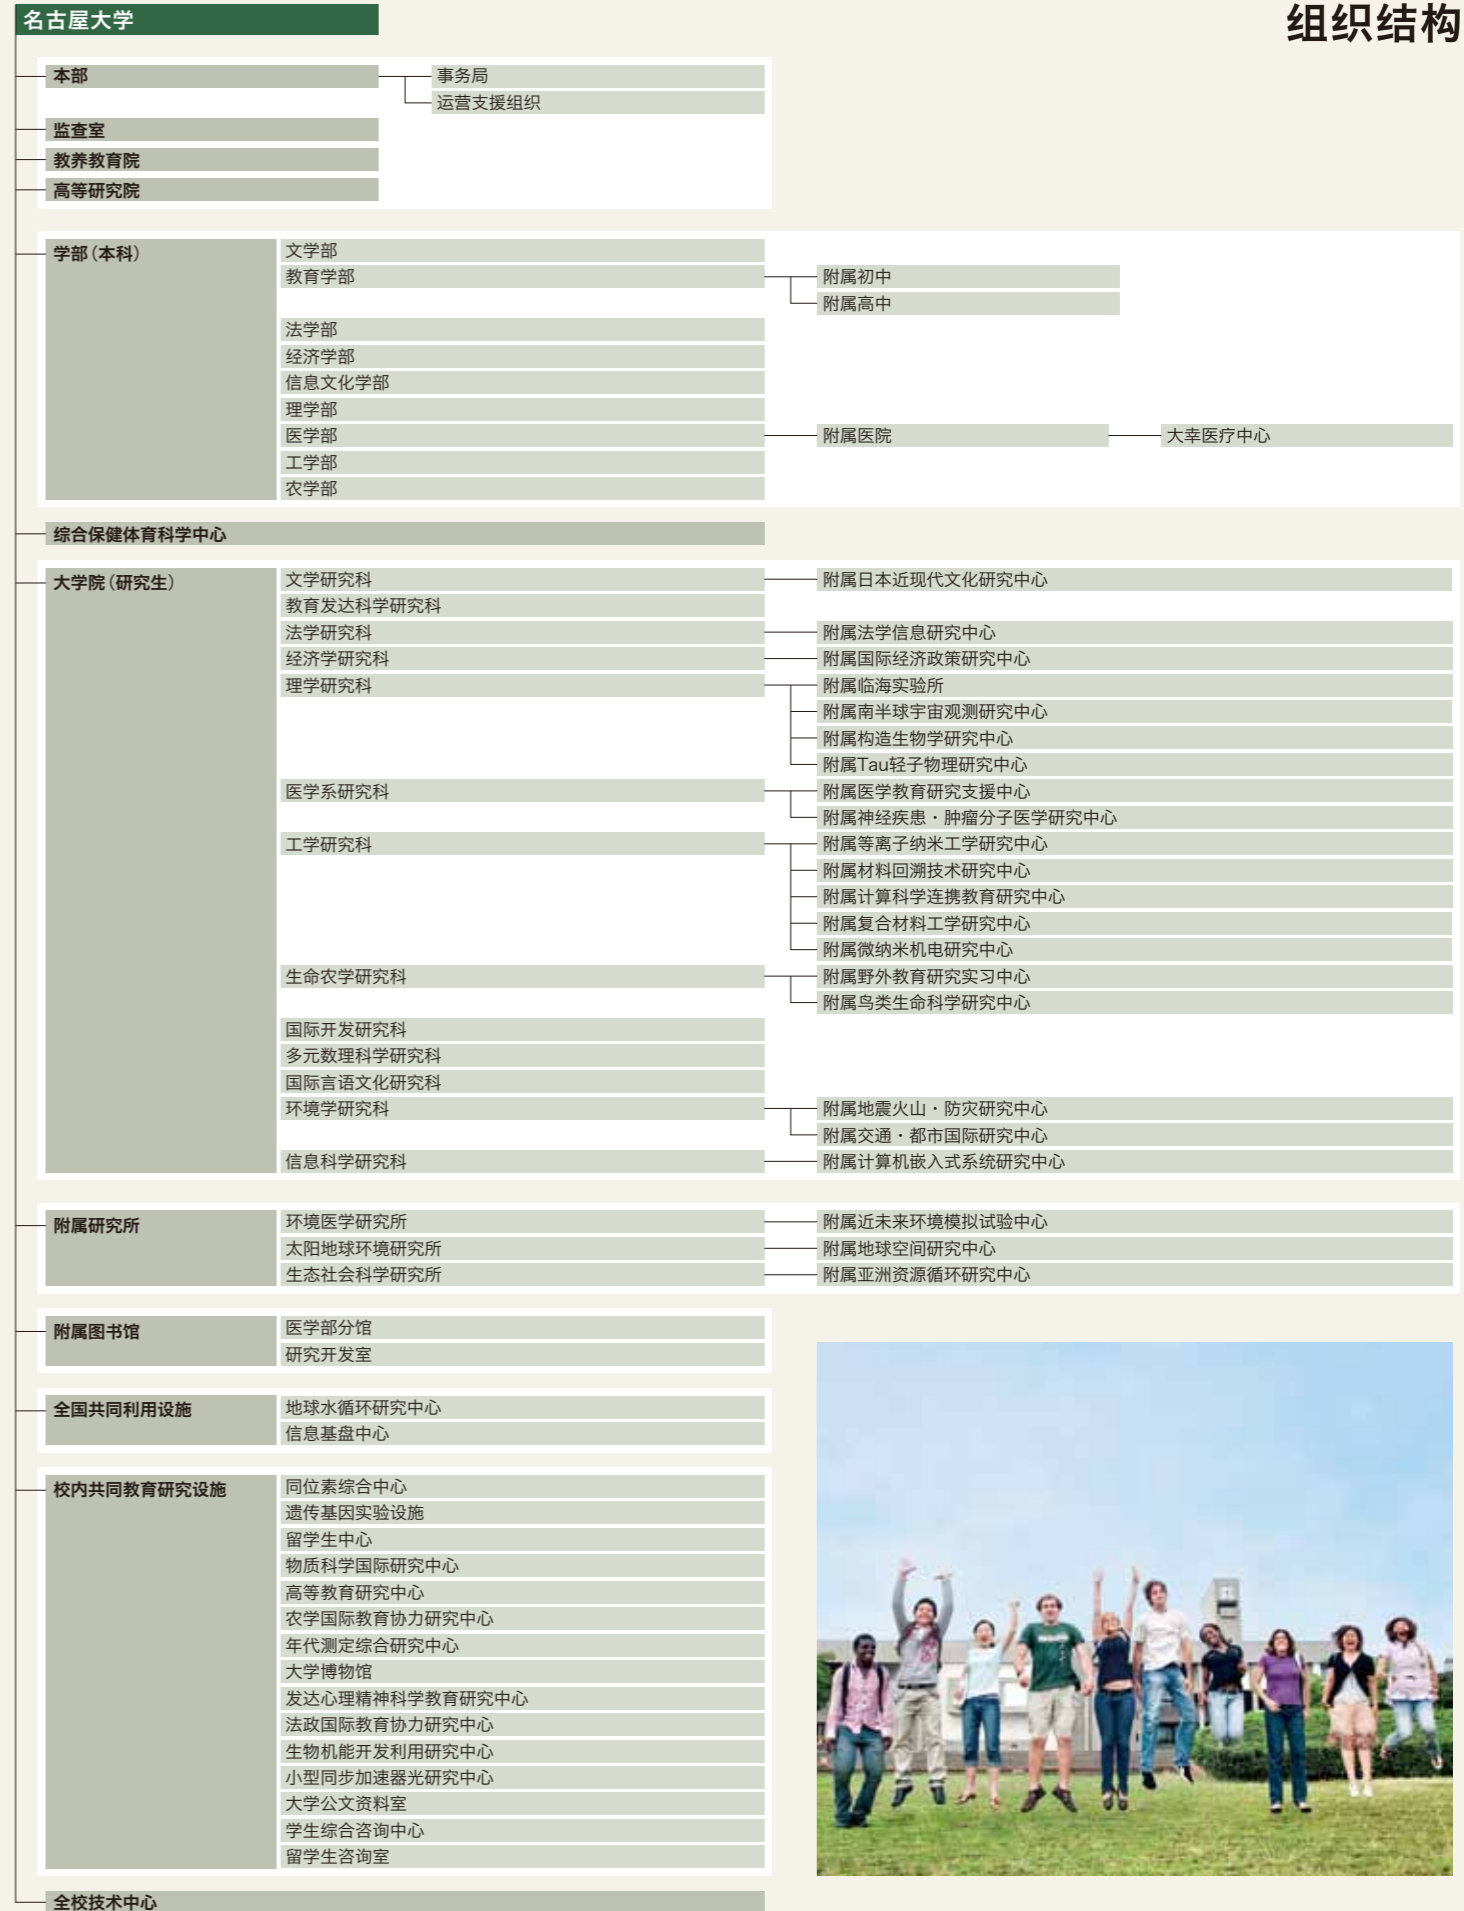 名古屋大学
组织结构
本部
事务局
运营支援组织
监查室
教养教育院
高等研究院
学部（本科）
文学部
教育学部
附属初中
附属高中
法学部
经济学部
信息文化学部
理学部
医学部
附属医院
大幸医疗中心
工学部
农学部
综合保健体育科学中心
大学院（研究生）
文学研究科
附属日本近现代文化研究中心
教育发达科学研究科
法学研究科
附属法学信息研究中心
经济学研究科
附属国际经济政策研究中心
理学研究科
附属临海实验所
附属南半球宇宙观测研究中心
附属构造生物学研究中心
附属Tau轻子物理研究中心
医学系研究科
附属医学教育研究支援中心
附属神经疾患・肿瘤分子医学研究中心
工学研究科
附属等离子纳米工学研究中心
附属材料回溯技术研究中心
附属计算科学连携教育研究中心
附属复合材料工学研究中心
附属微纳米机电研究中心
生命农学研究科
附属野外教育研究实习中心
附属鸟类生命科学研究中心
国际开发研究科
多元数理科学研究科
国际言语文化研究科
环境学研究科
附属地震火山・防灾研究中心
附属交通・都市国际研究中心
信息科学研究科
附属计算机嵌入式系统研究中心
附属研究所
环境医学研究所
附属近未来环境模拟试验中心
太阳地球环境研究所
附属地球空间研究中心
生态社会科学研究所
附属亚洲资源循环研究中心
附属图书馆
医学部分馆
研究开发室
全国共同利用设施
地球水循环研究中心
信息基盘中心
校内共同教育研究设施
同位素综合中心
遗传基因实验设施
留学生中心
物质科学国际研究中心
高等教育研究中心
农学国际教育协力研究中心
年代测定综合研究中心
大学博物馆
发达心理精神科学教育研究中心
法政国际教育协力研究中心
生物机能开发利用研究中心
小型同步加速器光研究中心
大学公文资料室
学生综合咨询中心
留学生咨询室
全校技术中心